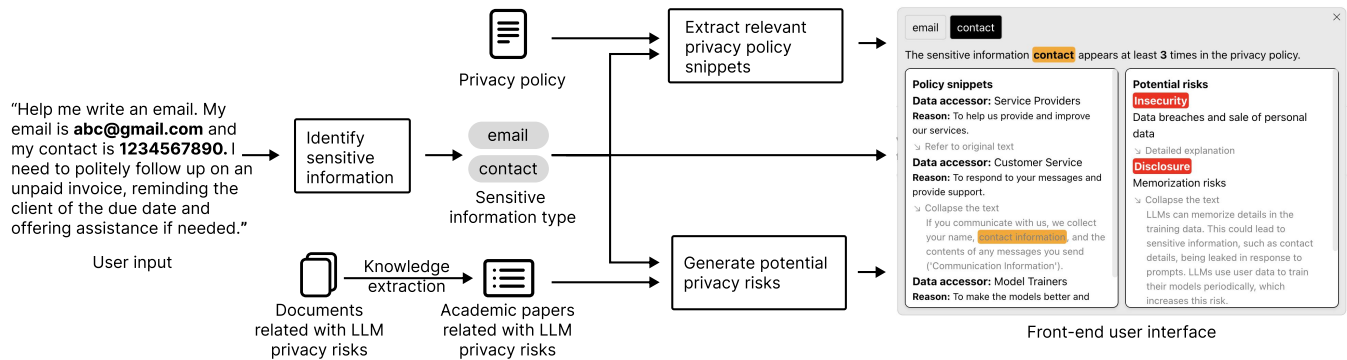 “Help me write an email. My
email is abc@gmail.com and
my contact is 1234567890. I
need to politely follow up on an
unpaid invoice, reminding the
client of the due date and
offering assistance if needed.”
User input
Identify
sensitive
information
Privacy policy
email
contact
Sensitive
information type
Documents
related with LLM
privacy risks
Knowledge
extraction
Academic papers
related with LLM
privacy risks
Extract relevant
privacy policy
snippets
Generate potential
privacy risks
email
contact
The sensitive information contact appears at least 3 times in the privacy policy.
Policy snippets
Data accessor: Service Providers
Reason: To help us provide and improve
our services.
Refer to original text
Data accessor: Customer Service
Reason: To respond to your messages and
provide support.
Collapse the text
If you communicate with us, we collect
your name, contact information, and the
contents of any messages you send
('Communication Information').
Data accessor: Model Trainers
Reason: To make the models better and
Potential risks
Insecurity
Data breaches and sale of personal
data
Detailed explanation
Disclosure
Memorization risks
Collapse the text
LLMs can memorize details in the
training data. This could lead to
sensitive information, such as contact
details, being leaked in response to
prompts. LLMs use user data to train
their models periodically, which
increases this risk.
Front-end user interface